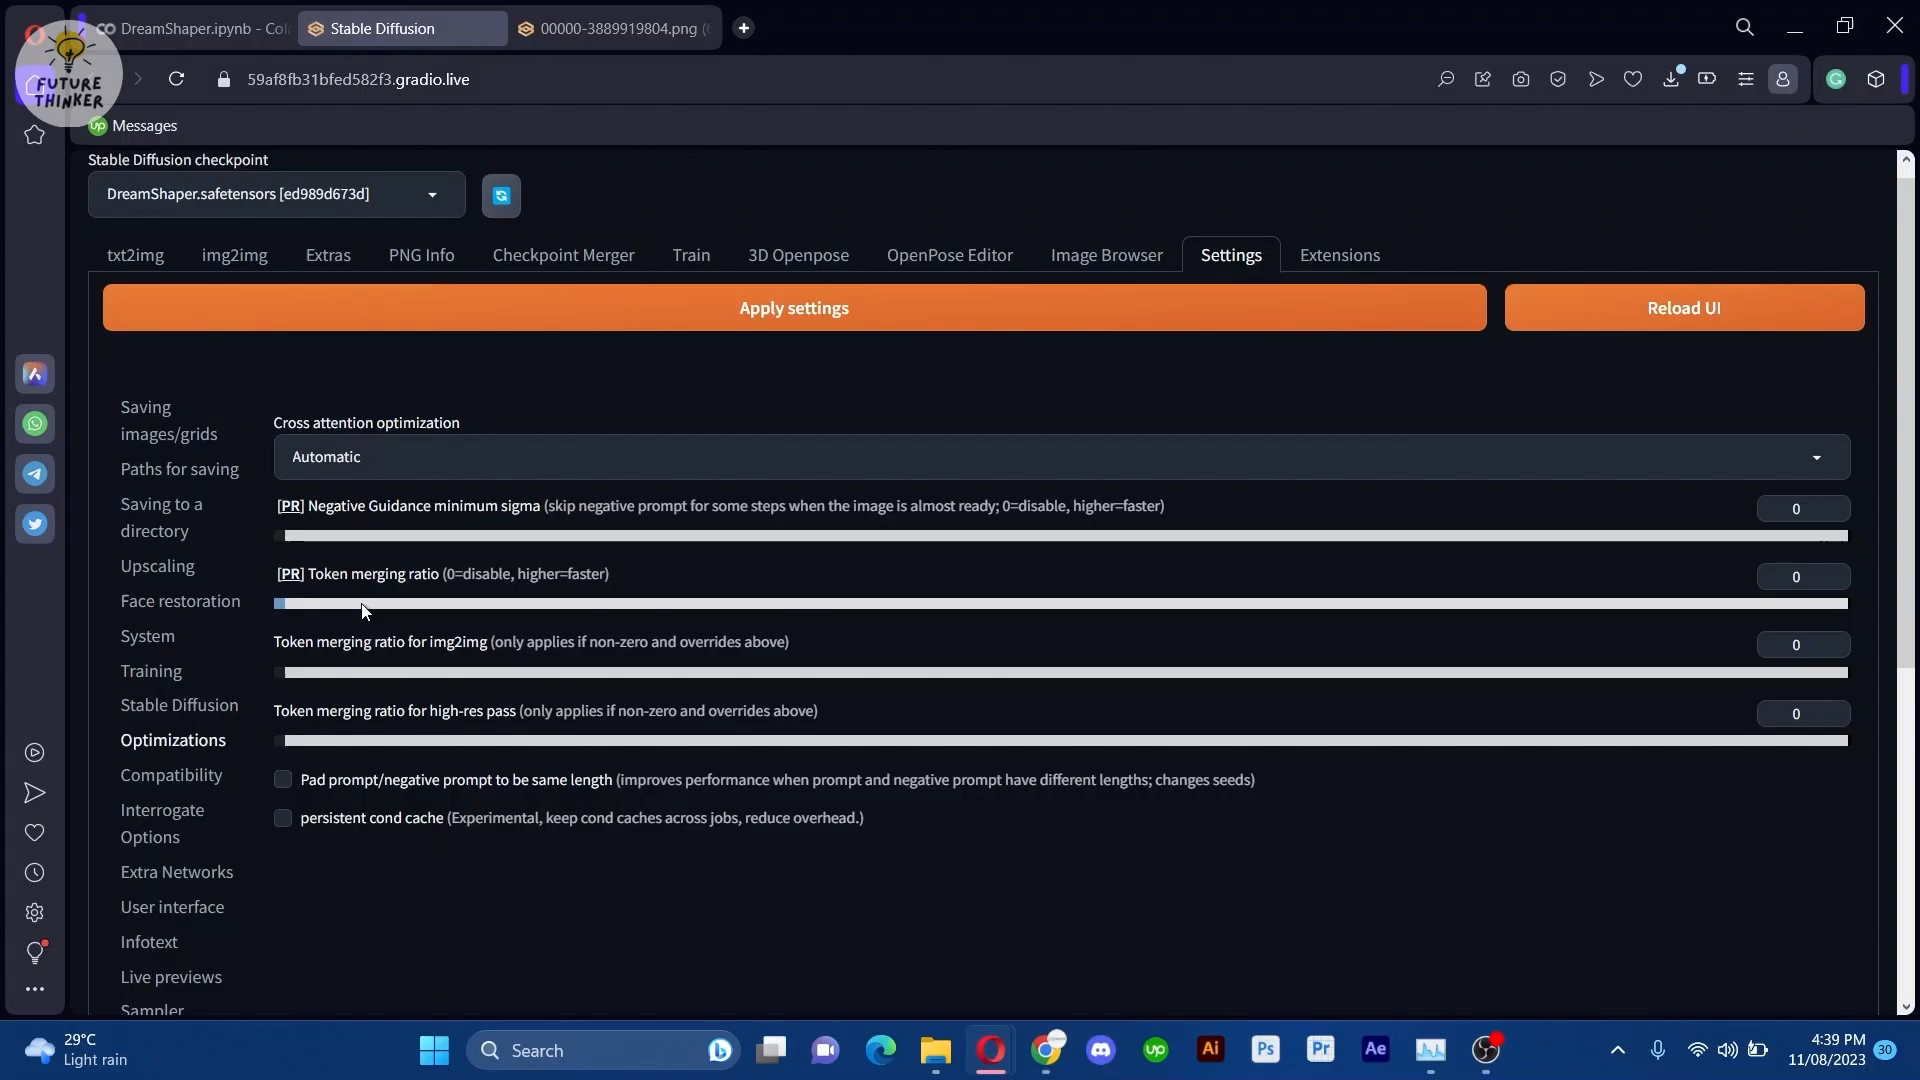 DreamShaper.ipynb - Cola
Stable Diffusion
00000-3889919804.png (6
FUTURE
THINKER
59af8fb31bfed582f3.gradio.live
up Messages
Stable Diffusion checkpoint
DreamShaper.safetensors [ed989d673d]
txt2img
img2img
Extras
PNG Info
Checkpoint Merger
Train
3D Openpose
OpenPose Editor
Image Browser
Settings
Extensions
Apply settings
Reload UI
Saving
images/grids
Paths for saving
Saving to a
directory
Upscaling
Face restoration
System
Training
Stable Diffusion
Optimizations
Compatibility
Interrogate
Options
Extra Networks
User interface
Infotext
Live previews
Sampler
Cross attention optimization
Automatic
[PR] Negative Guidance minimum sigma (skip negative prompt for some steps when the image is almost ready; 0=disable, higher=faster)
0
[PR] Token merging ratio (0=disable, higher=faster)
0
Token merging ratio for img2img (only applies if non-zero and overrides above)
0
Token merging ratio for high-res pass (only applies if non-zero and overrides above)
0
Pad prompt/negative prompt to be same length (improves performance when prompt and negative prompt have different lengths; changes seeds)
persistent cond cache (Experimental, keep cond caches across jobs, reduce overhead.)
29°C
Light rain
Search
up
Ai
Ps
Pr
Ae
4:39 PM
11/08/2023
30